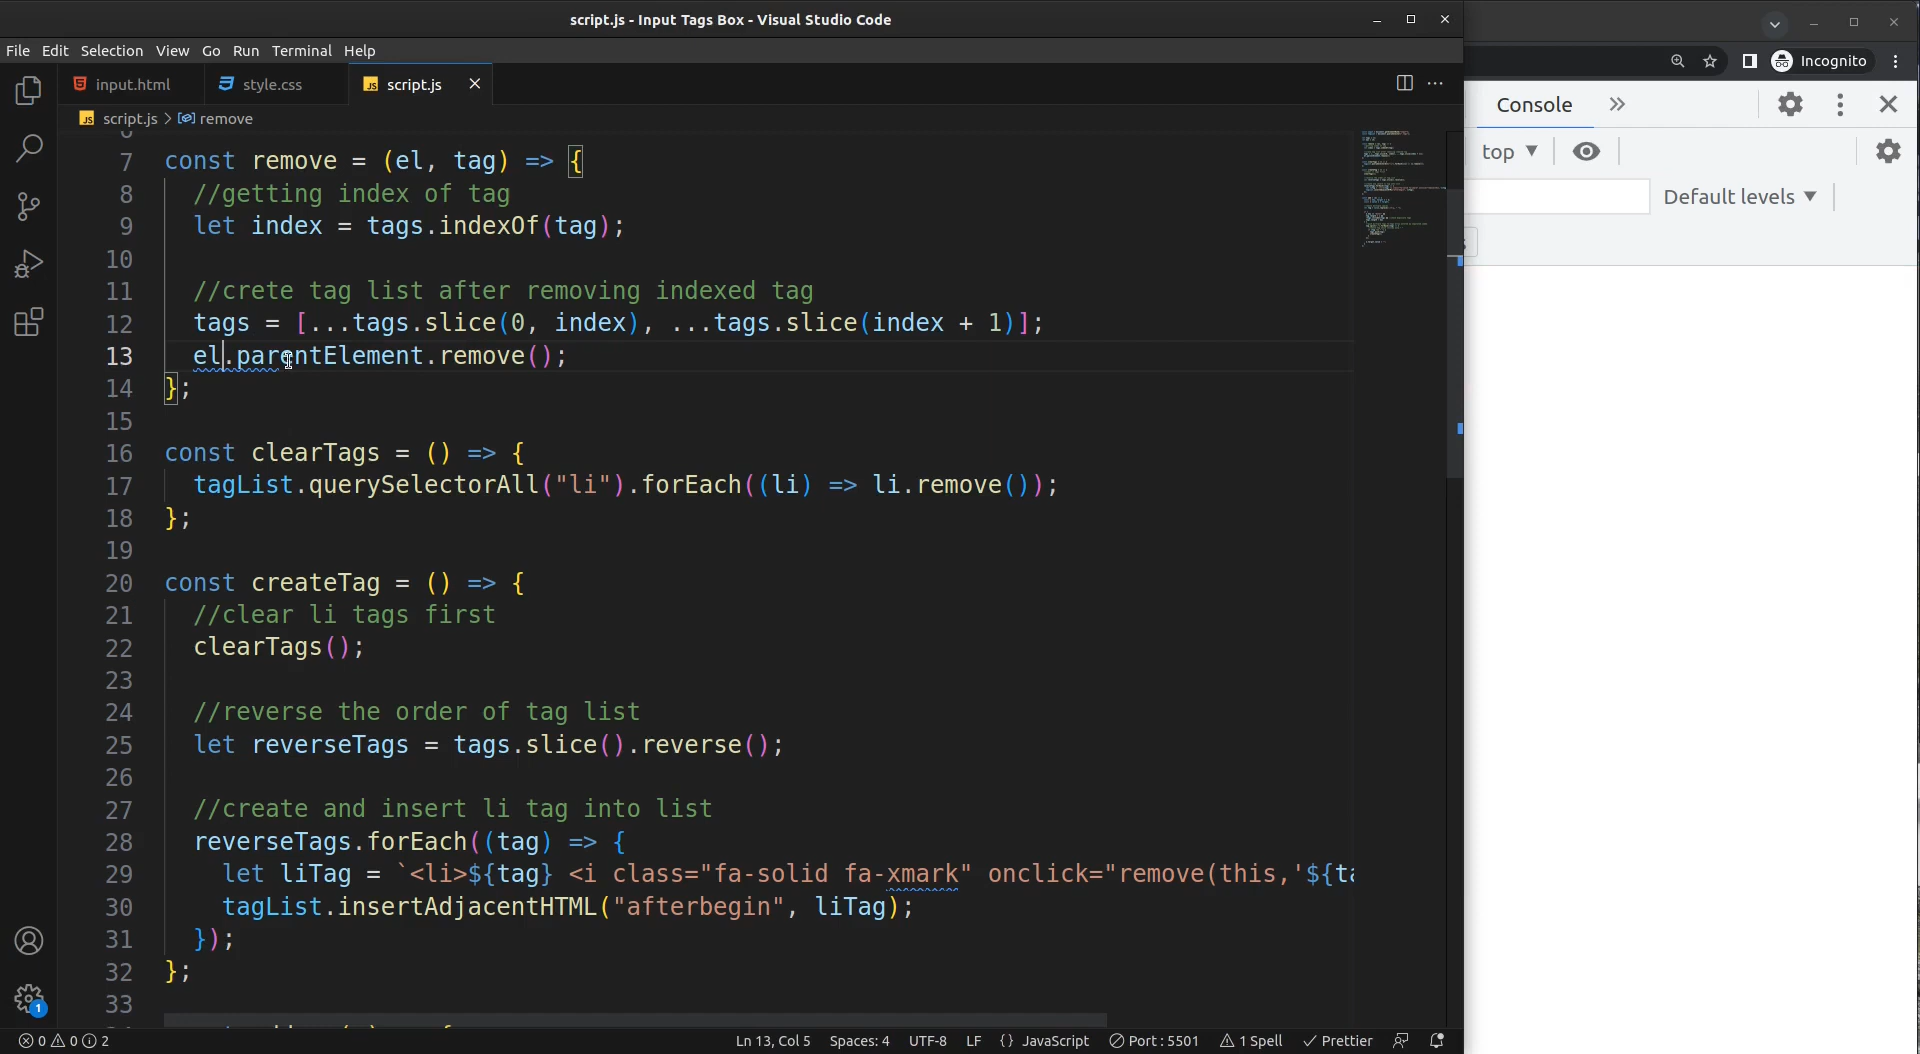 script.js - Input Tags Box - Visual Studio Code
File Edit Selection View Go Run Terminal Help
Incognito
input.html style.css script.js
Console
script.js > remove
top
Default levels
7 const remove = (el, tag) => {
8 //getting index of tag
9 let index = tags.indexOf(tag);
10
11 //crete tag list after removing indexed tag
12 tags = [...tags.slice(0, index), ...tags.slice(index + 1)];
13 el.parentElement.remove();
14 };
15
16 const clearTags = () => {
17 tagList.querySelectorAll("li").forEach((li) => li.remove());
18 };
19
20 const createTag = () => {
21 //clear li tags first
22 clearTags();
23
24 //reverse the order of tag list
25 let reverseTags = tags.slice().reverse();
26
27 //create and insert li tag into list
28 reverseTags.forEach((tag) => {
29 let liTag = `<li>${tag} <i class="fa-solid fa-xmark" onclick="remove(this,'${ta
30 tagList.insertAdjacentHTML("afterbegin", liTag);
31 });
32 };
33
1
0 0 2 Ln 13, Col 5 Spaces: 4 UTF-8 LF {} JavaScript Port : 5501 1 Spell Prettier